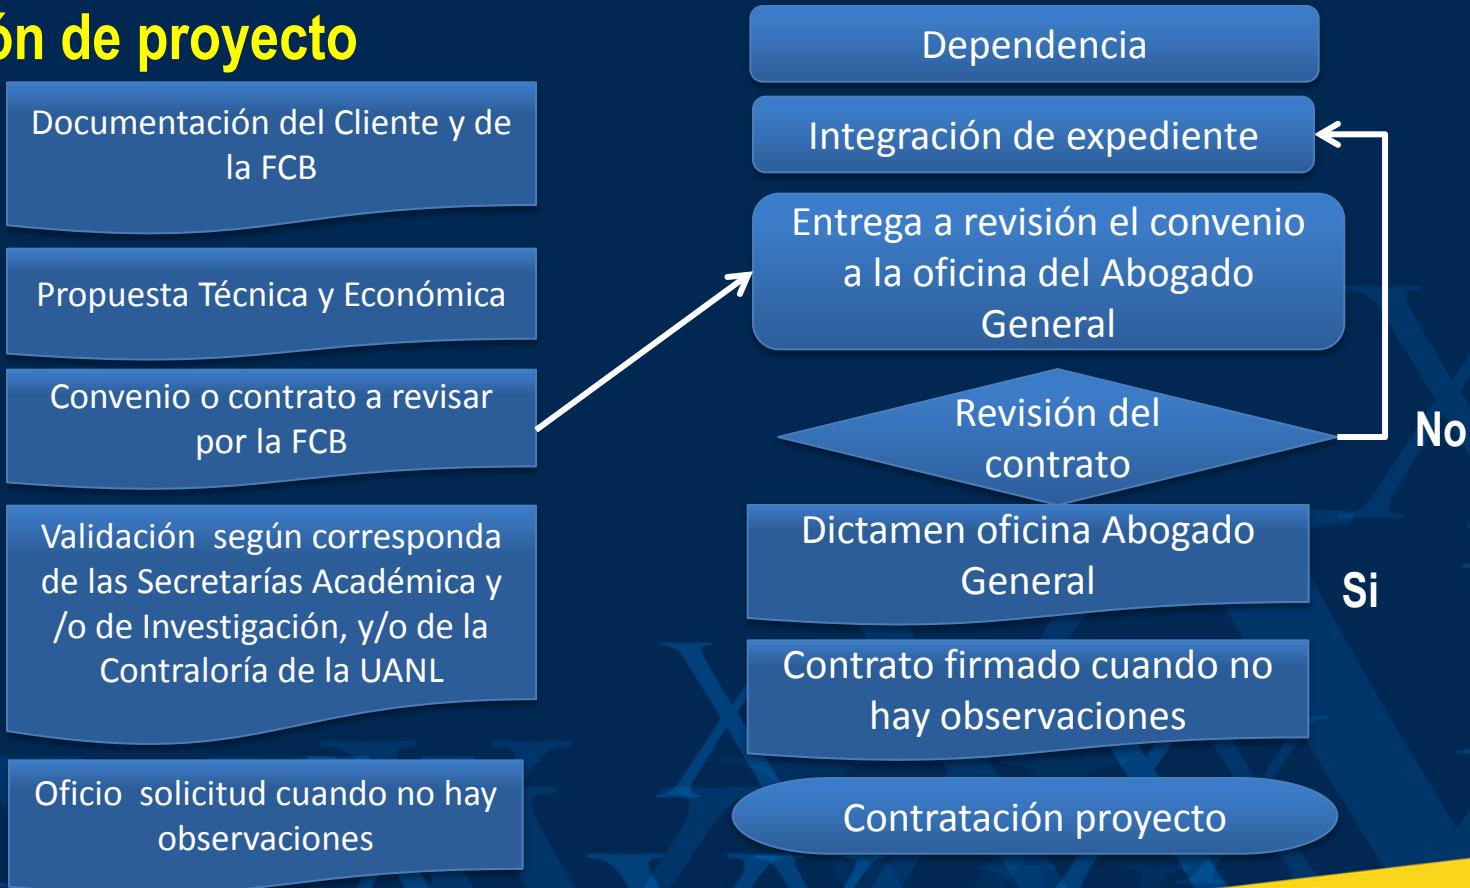 ón de proyecto
Documentación del Cliente y de
la FCB
Propuesta Técnica y Económica
Convenio o contrato a revisar
por la FCB
Validación según corresponda
de las Secretarías Académica y
/o de Investigación, y/o de la
Contraloría de la UANL
Oficio solicitud cuando no hay
observaciones
Dependencia
Integración de expediente
Entrega a revisión el convenio
a la oficina del Abogado
General
Revisión del
contrato
No
Dictamen oficina Abogado
General
Si
Contrato firmado cuando no
hay observaciones
Contratación proyecto